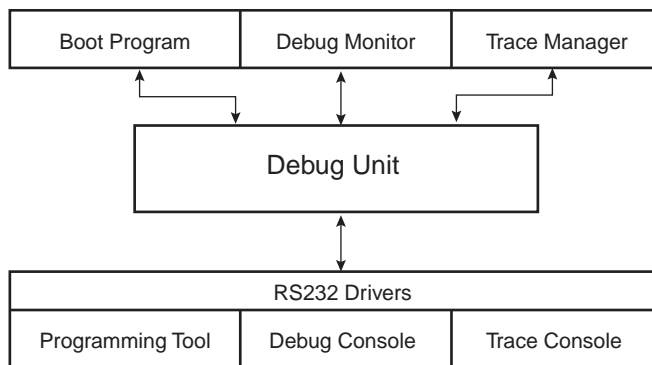 Boot Program
Debug Monitor
Trace Manager
Debug Unit
RS232 Drivers
Programming Tool
Debug Console
Trace Console